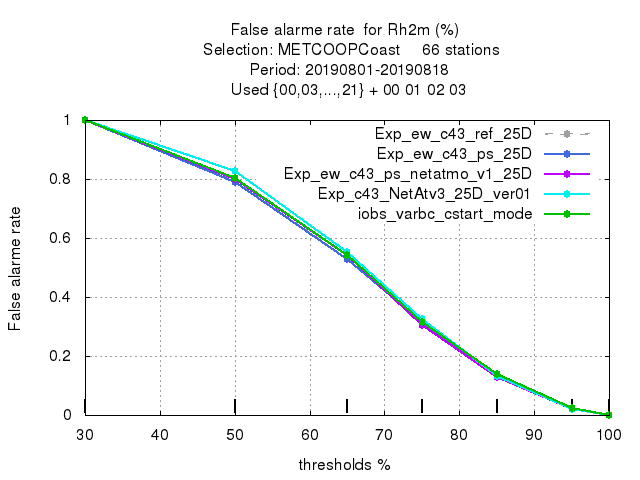 False alarme rate  for Rh2m (%)
Selection: METCOOPCoast     66 stations
Period: 20190801-20190818
Used {00,03,...,21} + 00 01 02 03
False alarme rate
1
0.8
0.6
0.4
0.2
0
Exp_ew_c43_ref_25D
Exp_ew_c43_ps_25D
Exp_ew_c43_ps_netatmo_v1_25D
Exp_c43_NetAtv3_25D_ver01
iobs_varbc_cstart_mode
30 40 50 60 70 80 90 100
thresholds %